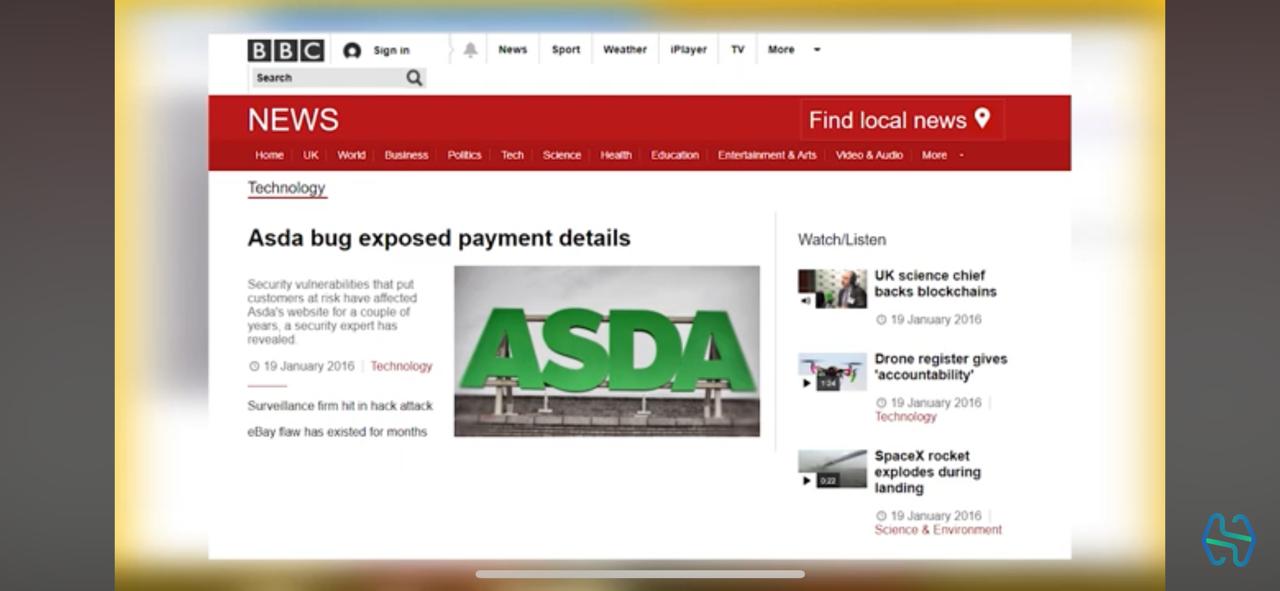 BBC
Sign in
News
Sport
Weather
iPlayer
TV
More
Search
NEWS
Find local news
Home
UK
World
Business
Politics
Tech
Science
Health
Education
Entertainment & Arts
Video & Audio
More
Technology
Asda bug exposed payment details
Security vulnerabilities that put
customers at risk have affected
Asda's website for a couple of
years, a security expert has
revealed.
19 January 2016
Technology
Surveillance firm hit in hack attack
eBay flaw has existed for months
ASDA
Watch/Listen
UK science chief
backs blockchains
19 January 2016
1:24
Drone register gives
'accountability'
19 January 2016
Technology
0:22
SpaceX rocket
explodes during
landing
19 January 2016
Science & Environment